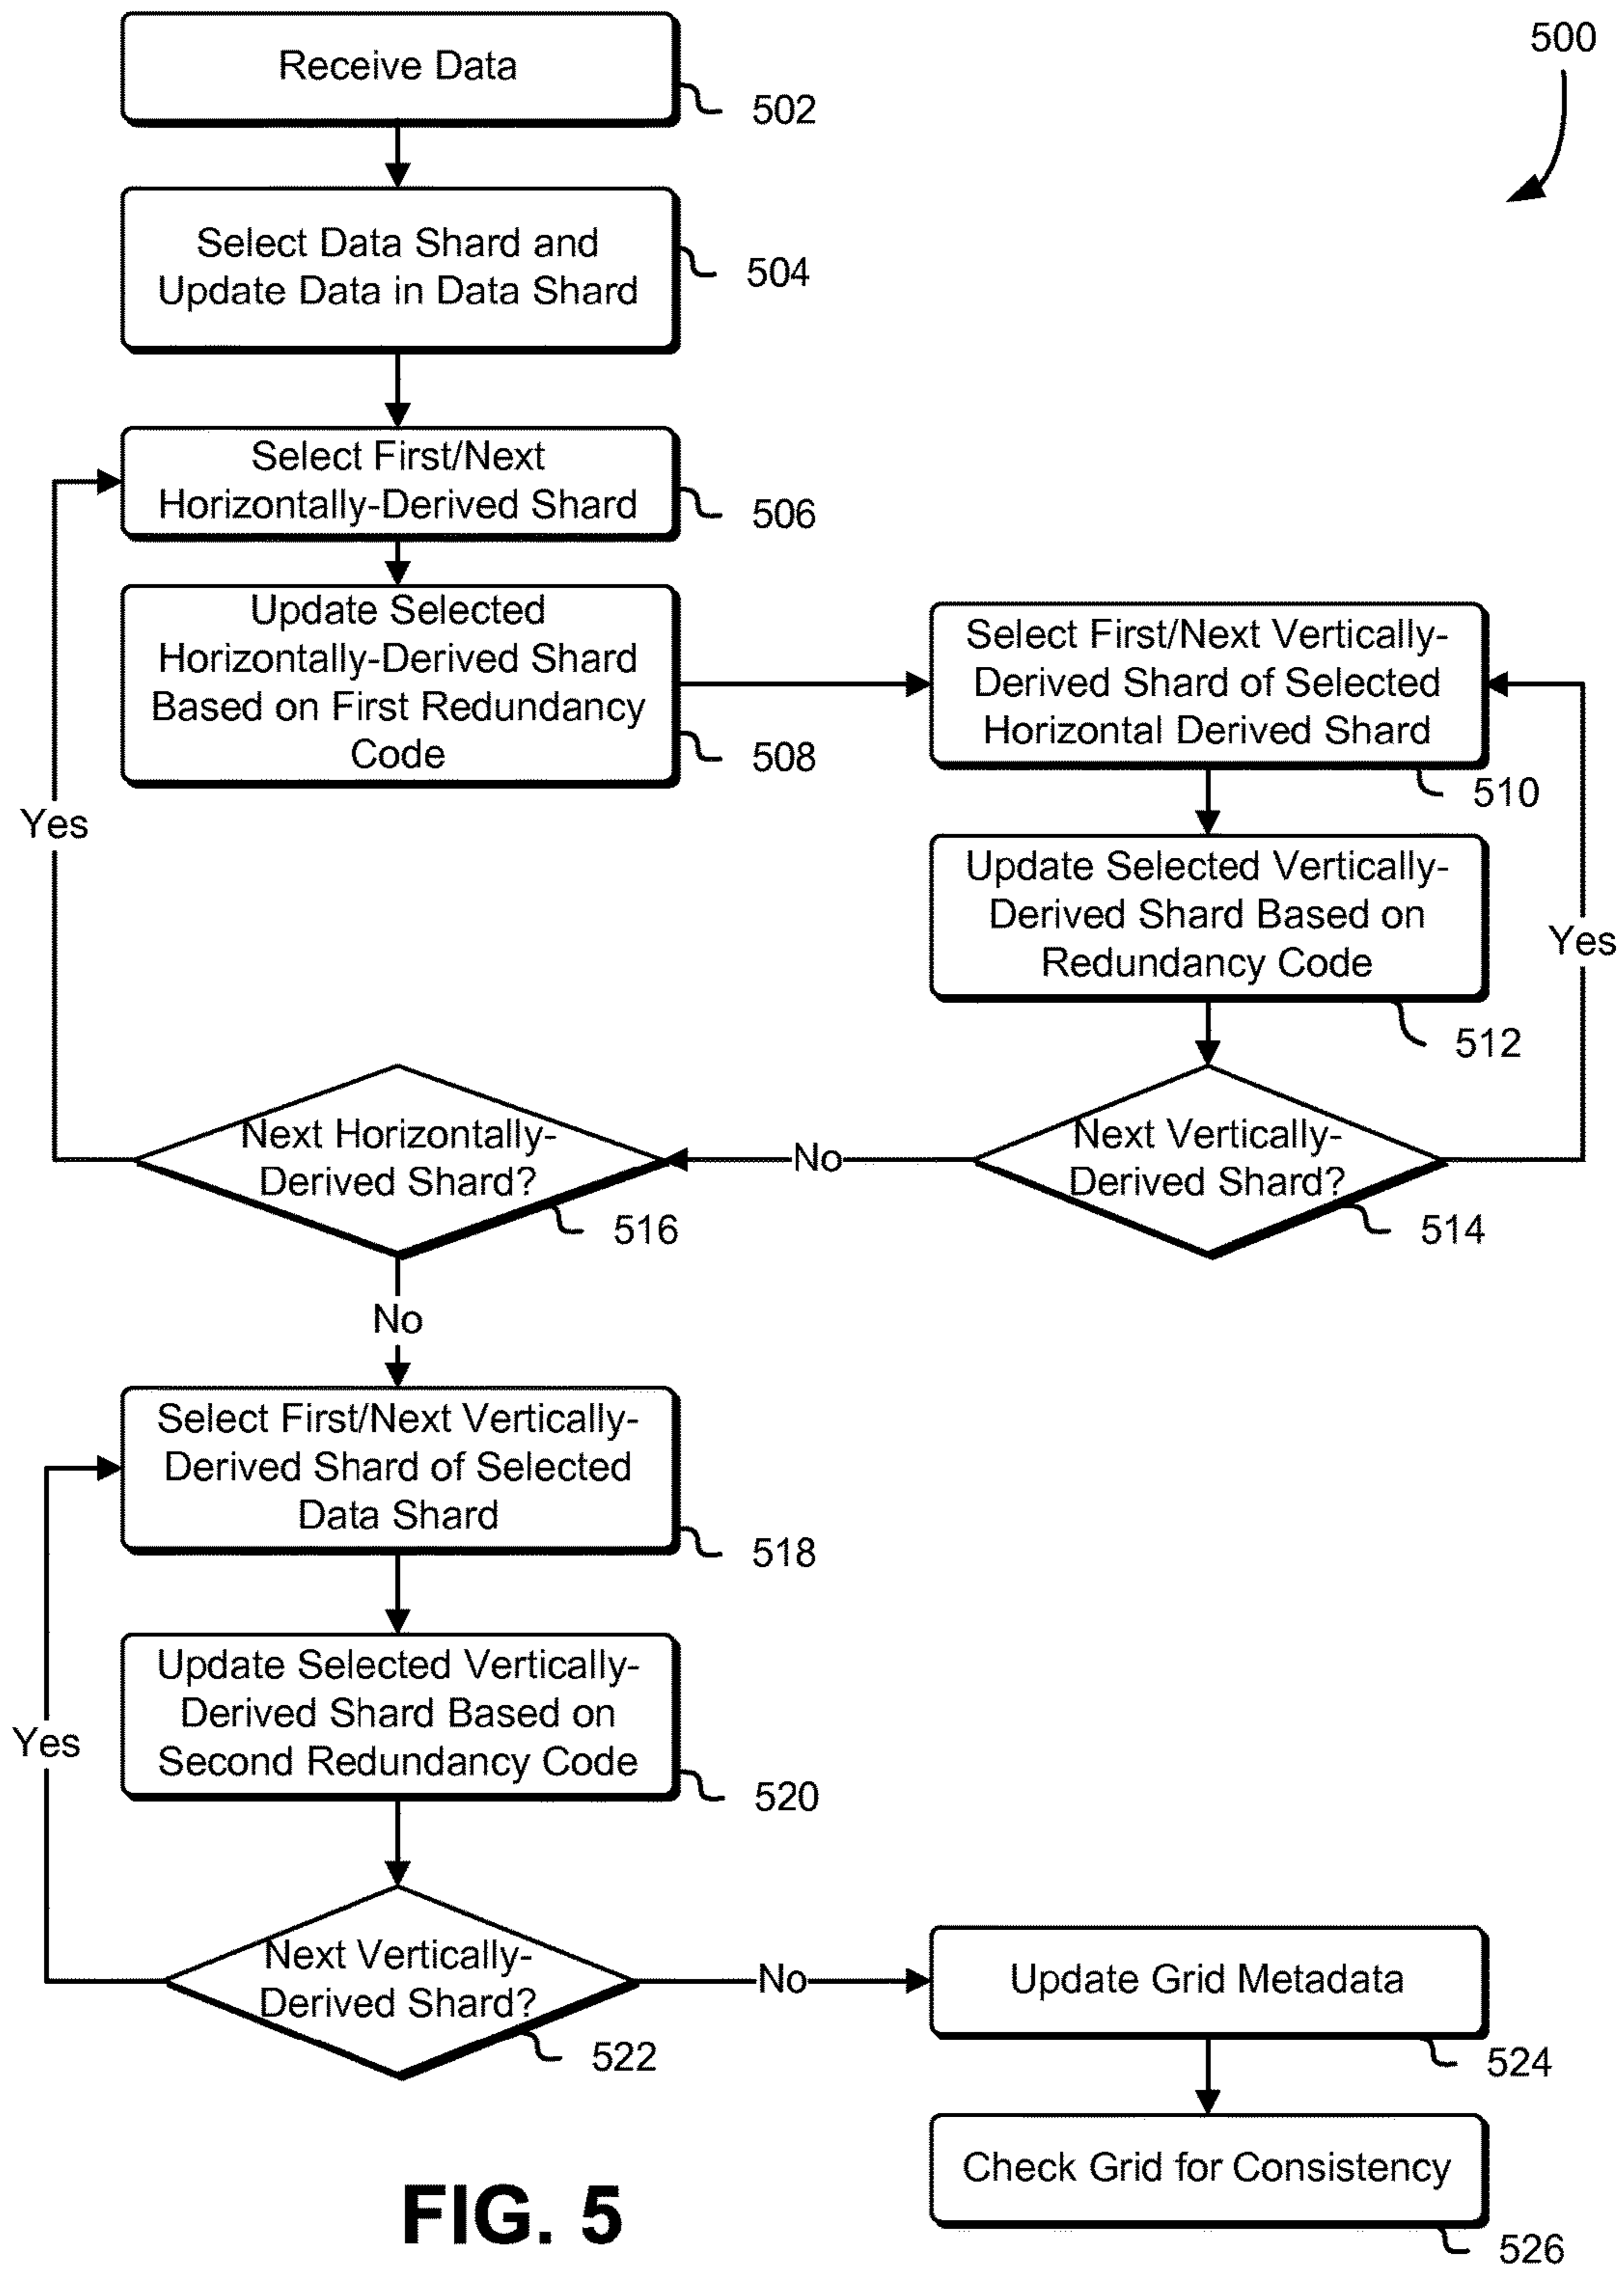 500
Receive Data
502
Select Data Shard and
Update Data in Data Shard
504
Select First/Next
Horizontally-Derived Shard
506
Update Selected
Horizontally-Derived Shard
Based on First Redundancy
Code
508
Select First/Next Vertically-
Derived Shard of Selected
Horizontal Derived Shard
510
Yes
Update Selected Vertically-
Derived Shard Based on
Redundancy Code
512
Yes
Next Horizontally-
Derived Shard?
516
No
Next Vertically-
Derived Shard?
514
No
Select First/Next Vertically-
Derived Shard of Selected
Data Shard
518
Update Selected Vertically-
Derived Shard Based on
Second Redundancy Code
520
Yes
Next Vertically-
Derived Shard?
522
No
Update Grid Metadata
524
Check Grid for Consistency
526
FIG. 5